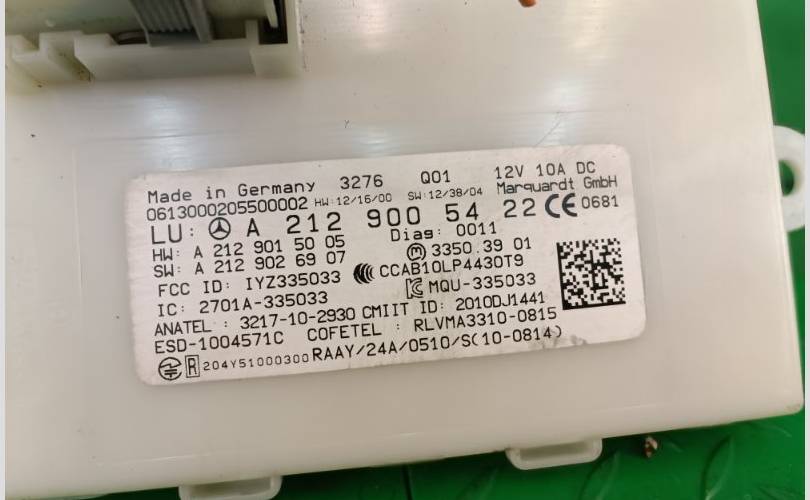 Made in Germany 3276 Q01 12V 10A DC
0613000205500002 HW:12/16/00 SW:12/38/04 Marquardt GmbH
LU: A 212 900 54 22 CE 0681
HW: A 212 901 50 05 Diag: 0011
SW: A 212 902 69 07 M 3350.3901
FCC ID: IYZ335033 CCAB10LP4430T9
IC: 2701A-335033 MQU-335033
ANATEL: 3217-10-2930 CMIIT ID: 2010DJ1441
ESD-1004571C COFETEL: RLVMA3310-0815
R 204Y51000300 RAAY/24A/0510/S(10-0814)